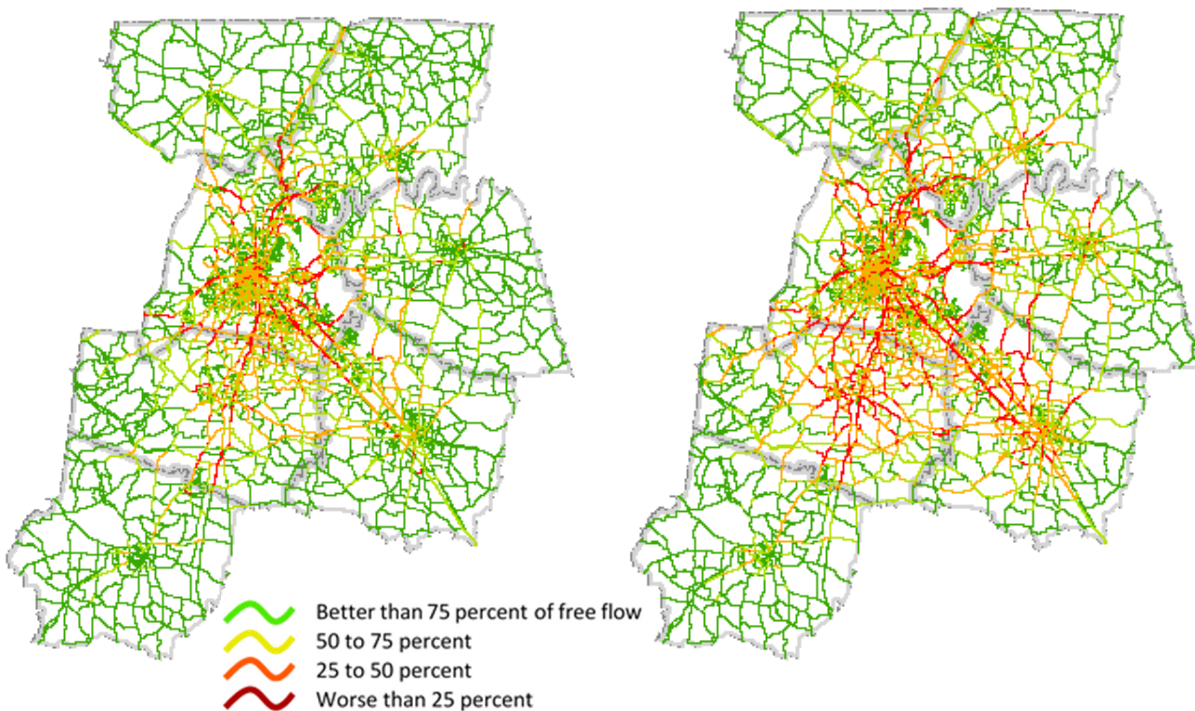 Better than 75 percent of free flow
50 to 75 percent
25 to 50 percent
Worse than 25 percent